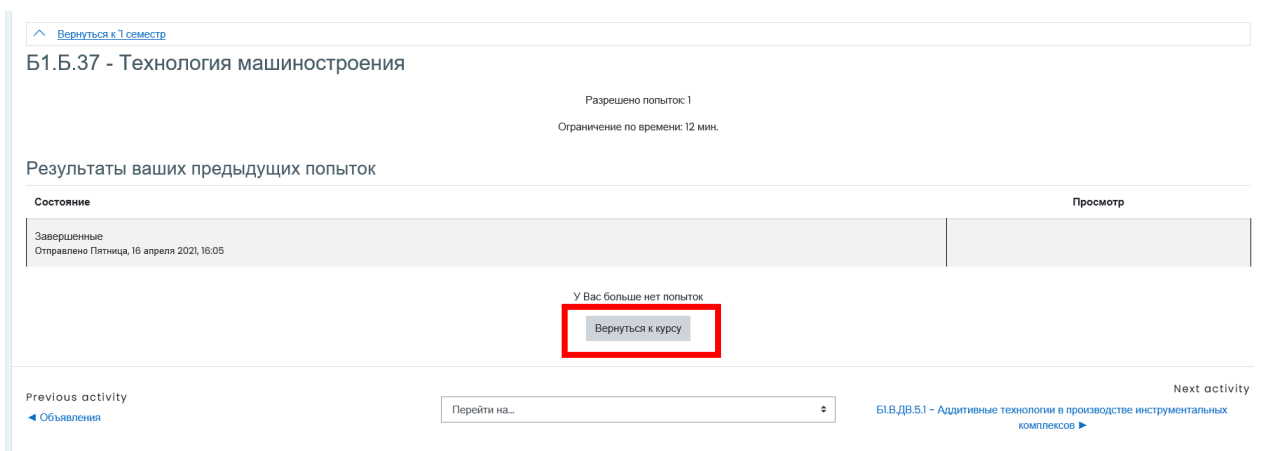 Вернуться к '1 семестр
Б1.Б.37 - Технология машиностроения
Разрешено попыток: 1
Ограничение по времени: 12 мин.
Результаты ваших предыдущих попыток
Состояние Просмотр
Завершенные
Отправлено Пятница, 16 апреля 2021, 16:05
У Вас больше нет попыток
Вернуться к курсу
Previous activity
◄ Объявления
Перейти на...
Next activity
Б1.В.ДВ.5.1 - Аддитивные технологии в производстве инструментальных
комплексов ►